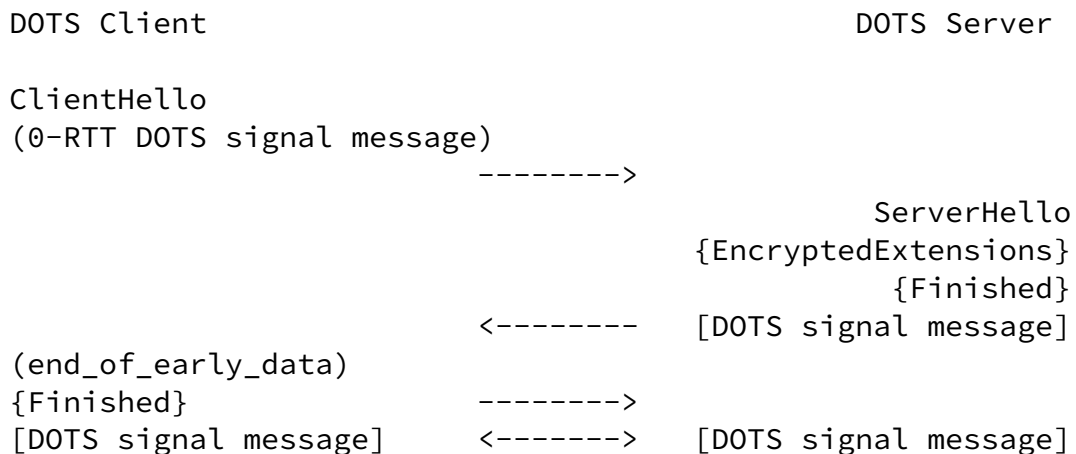 DOTS Client                                    DOTS Server
ClientHello
(0-RTT DOTS signal message)
                          -------->
                                                ServerHello
                                      {EncryptedExtensions}
                                                 {Finished}
                          <--------   [DOTS signal message]
(end_of_early_data)
{Finished}                -------->
[DOTS signal message]     <------->   [DOTS signal message]